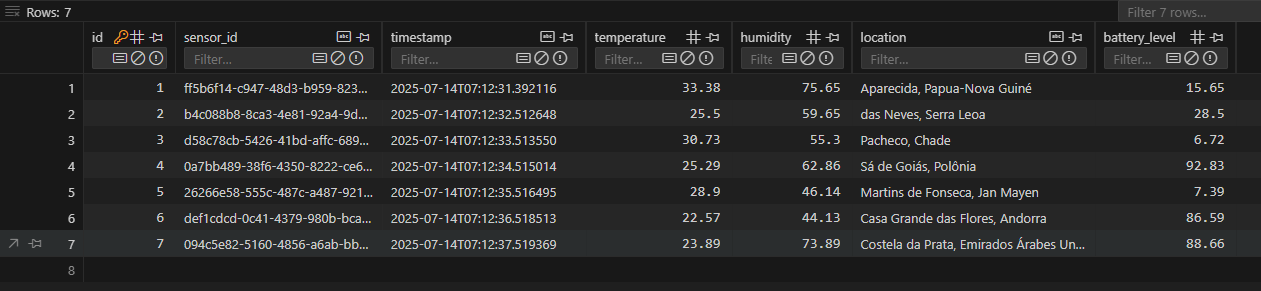 Rows: 7 Filter 7 rows...
id sensor_id timestamp temperature humidity location battery_level
Filter... Filter... Filter... Filte Filter... Filter...
1 1 ff5b6f14-c947-48d3-b959-823... 2025-07-14T07:12:31.392116 33.38 75.65 Aparecida, Papua-Nova Guiné 15.65
2 2 b4c088b8-8ca3-4e81-92a4-9d... 2025-07-14T07:12:32.512648 25.5 59.65 das Neves, Serra Leoa 28.5
3 3 d58c78cb-5426-41bd-affc-689... 2025-07-14T07:12:33.513550 30.73 55.3 Pacheco, Chade 6.72
4 4 0a7bb489-38f6-4350-8222-ce6... 2025-07-14T07:12:34.515014 25.29 62.86 Sá de Goiás, Polônia 92.83
5 5 26266e58-555c-487c-a487-921... 2025-07-14T07:12:35.516495 28.9 46.14 Martins de Fonseca, Jan Mayen 7.39
6 6 def1cdcd-0c41-4379-980b-bca... 2025-07-14T07:12:36.518513 22.57 44.13 Casa Grande das Flores, Andorra 86.59
7 7 094c5e82-5160-4856-a6ab-bb... 2025-07-14T07:12:37.519369 23.89 73.89 Costela da Prata, Emirados Árabes Un... 88.66
8